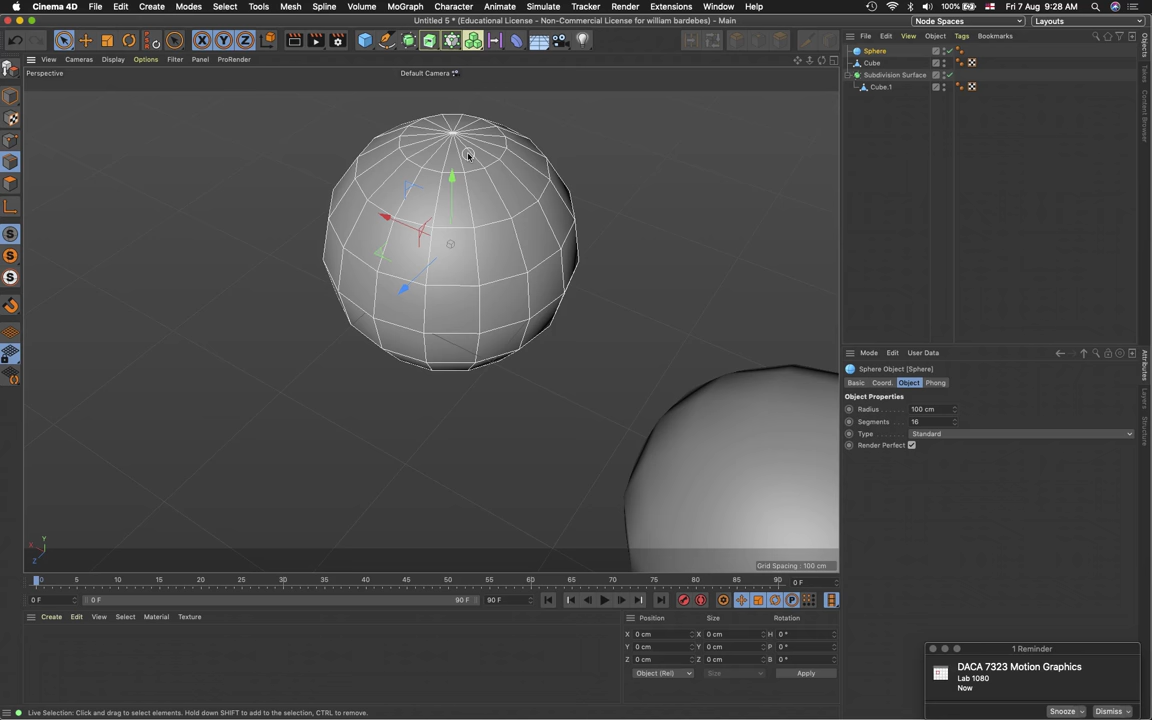 Cinema 4D File Edit Create Modes Select Tools Mesh Spline Volume MoGraph Character Animate Simulate Tracker Render Extensions Window Help 100% Fri 7 Aug 9:28 AM
Untitled 5 * (Educational License - Non-Commercial License for william bardebes) - Main
Node Spaces Layouts
File Edit View Object Tags Bookmarks
View Cameras Display Options Filter Panel ProRender
Perspective Default Camera
Sphere
Cube
Subdivision Surface
Cube.1
Objects
Takes
Content Browser
Mode Edit User Data
Sphere Object [Sphere]
Basic Coord. Object Phong
Object Properties
Radius 100 cm
Segments 16
Type Standard
Render Perfect
Attributes
Layers
Structure
Y
X
Z
Grid Spacing : 100 cm
0 5 10 15 20 25 30 35 40 45 50 55 60 65 70 75 80 85 90 0 F
0 F 0 F 90 F 90 F
Create Edit View Select Material Texture
Position Size Rotation
X 0 cm X 0 cm H 0 °
Y 0 cm Y 0 cm P 0 °
Z 0 cm Z 0 cm B 0 °
Object (Rel) Size Apply
1 Reminder
DACA 7323 Motion Graphics
Lab 1080
Now
Snooze Dismiss
Live Selection: Click and drag to select elements. Hold down SHIFT to add to the selection, CTRL to remove.